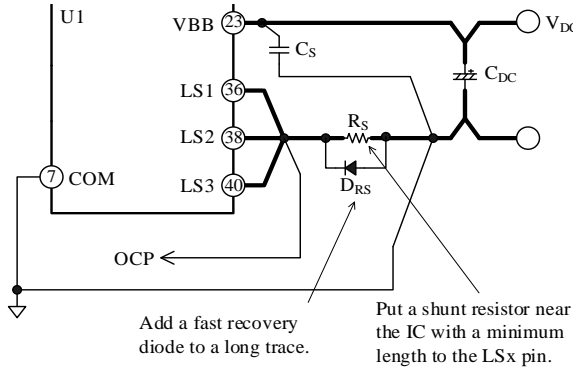 U1
VBB 23
V_DC
C_S
C_DC
LS1 36
R_S
LS2 38
7 COM
D_RS
LS3 40
OCP
Add a fast recovery
diode to a long trace.
Put a shunt resistor near
the IC with a minimum
length to the LSx pin.